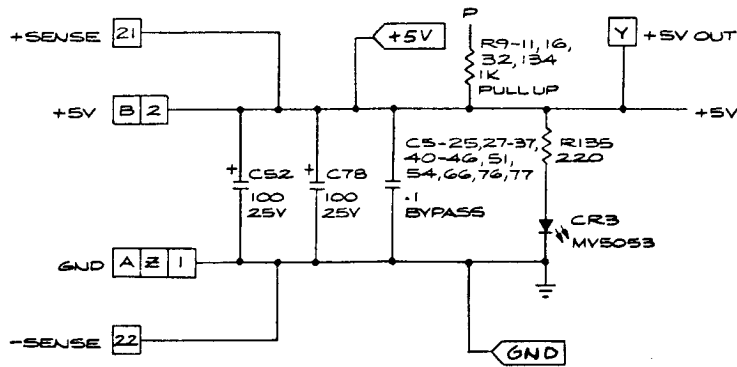 +SENSE 21
+5V
P
R9-11,16,
32,134
1K
PULL UP
Y +5V OUT
+5V B 2
+5V
+ C52
100
25V
+ C78
100
25V
C5-25,27-37,
40-46,51,
54,66,76,77
.1
BYPASS
R135
220
CR3
MV5053
GND A Z 1
-SENSE 22
GND